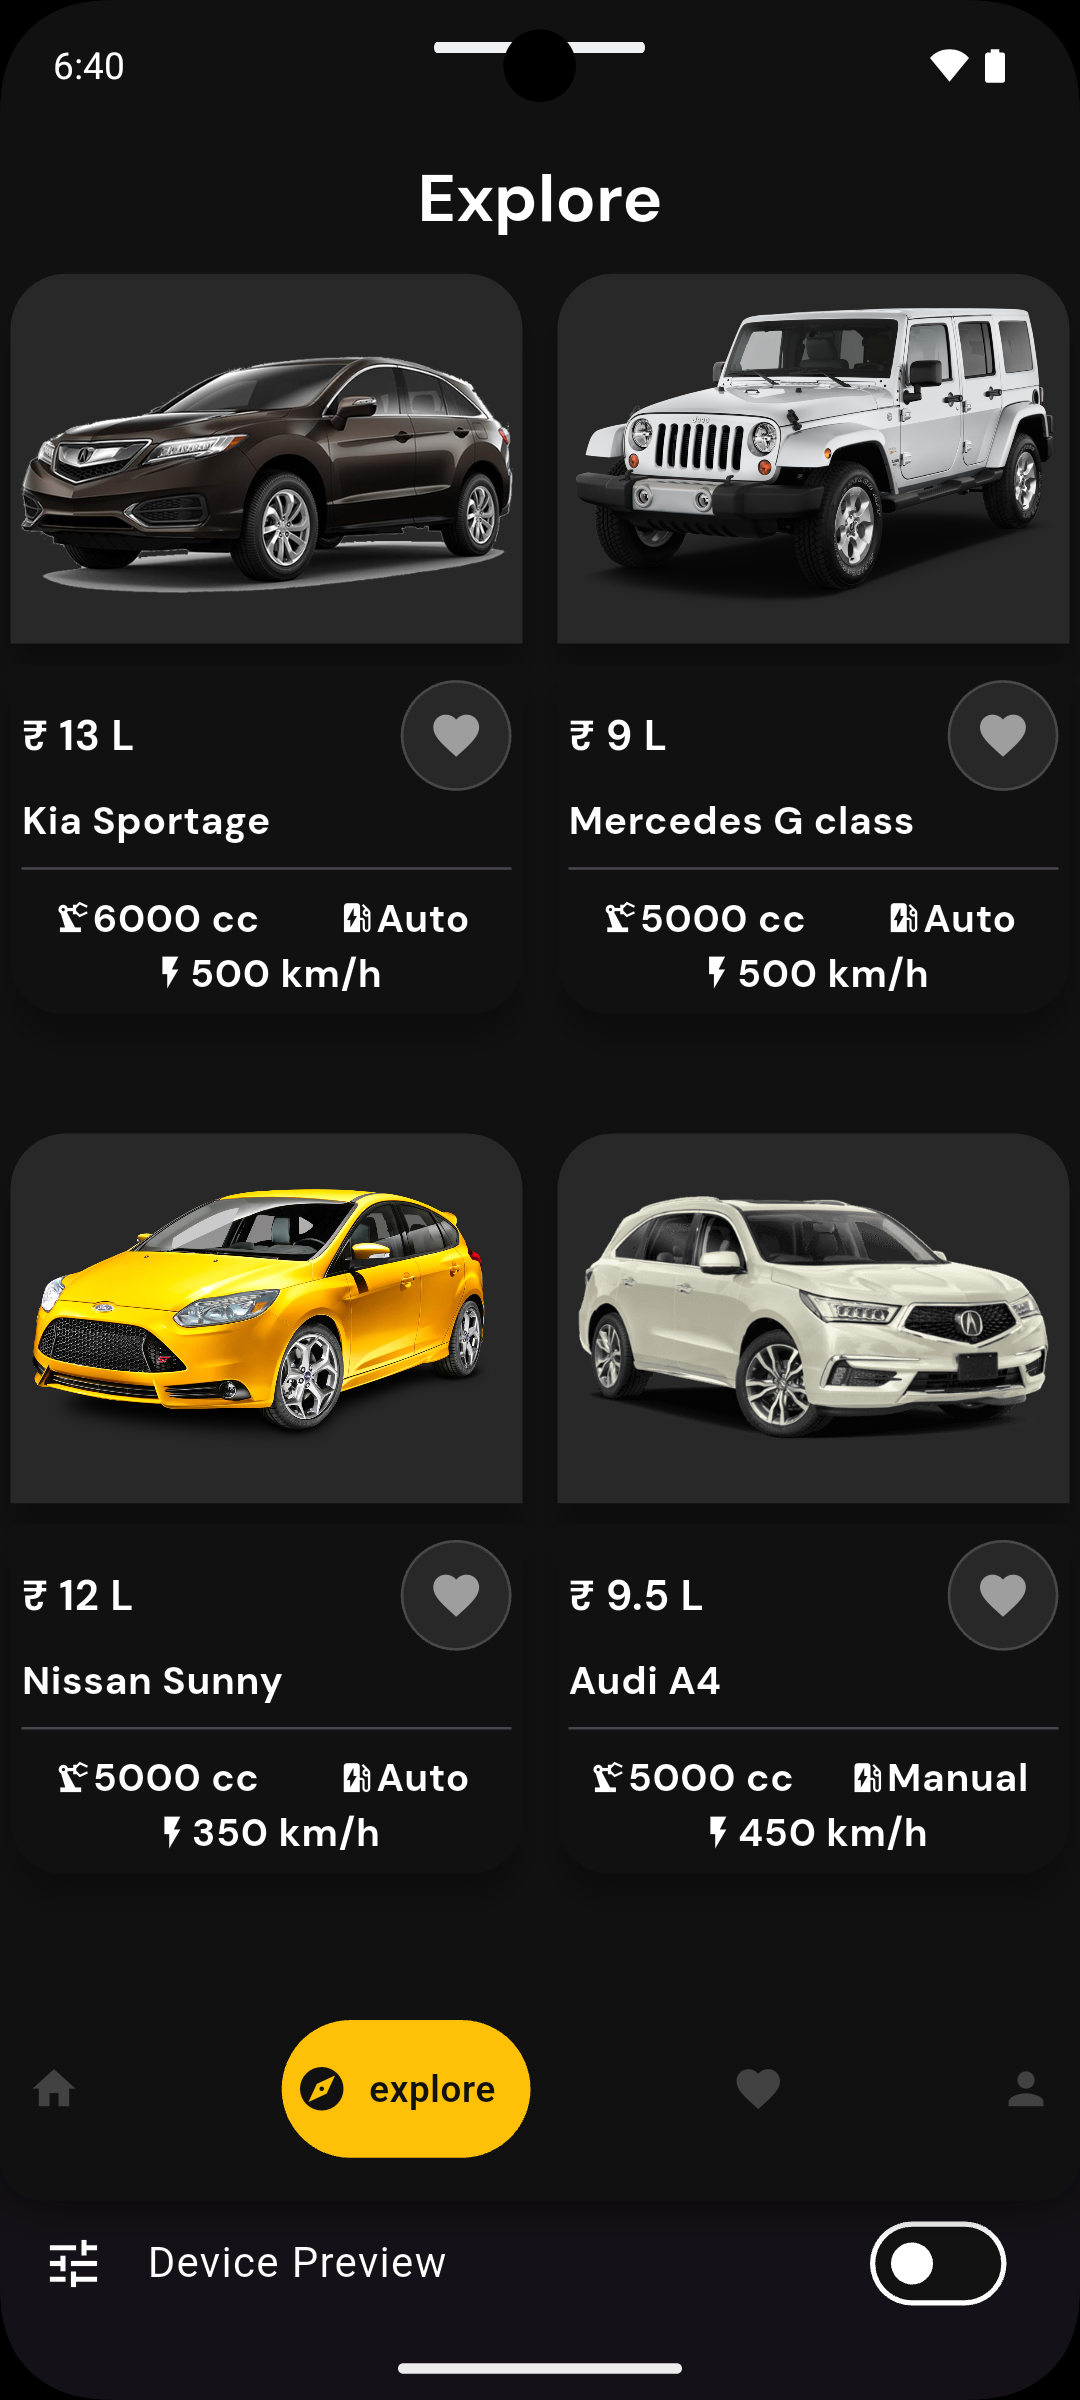 6:40
Explore
₹ 13 L
₹ 9 L
Kia Sportage
Mercedes G class
6000 cc Auto
5000 cc Auto
500 km/h
500 km/h
₹ 12 L
₹ 9.5 L
Nissan Sunny
Audi A4
5000 cc Auto
5000 cc Manual
350 km/h
450 km/h
explore
Device Preview